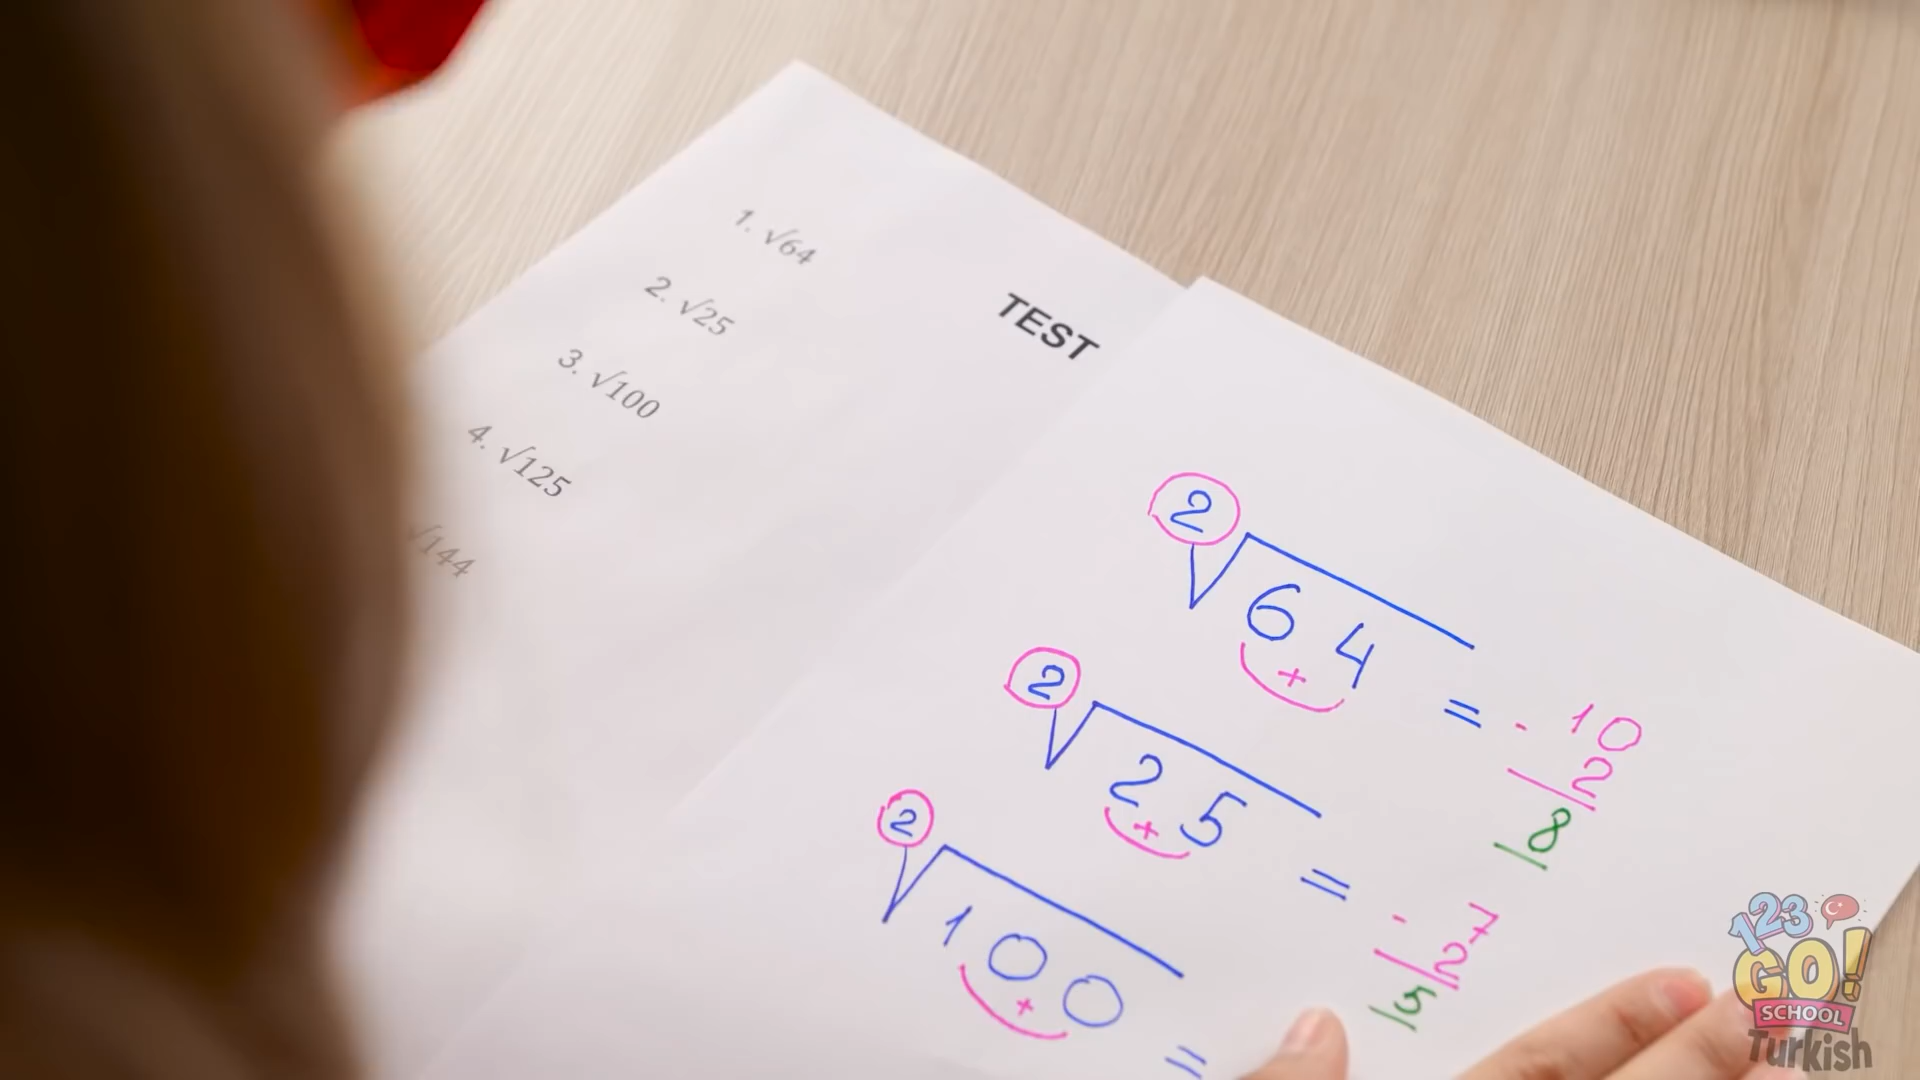 1. √64
2. √25
3. √100
4. √125
√144
TEST
2
√64 = - 10
+
2
8
2
√25 = - 7
+
2
5
2
√100 =
+
123
GO!
SCHOOL
Turkish